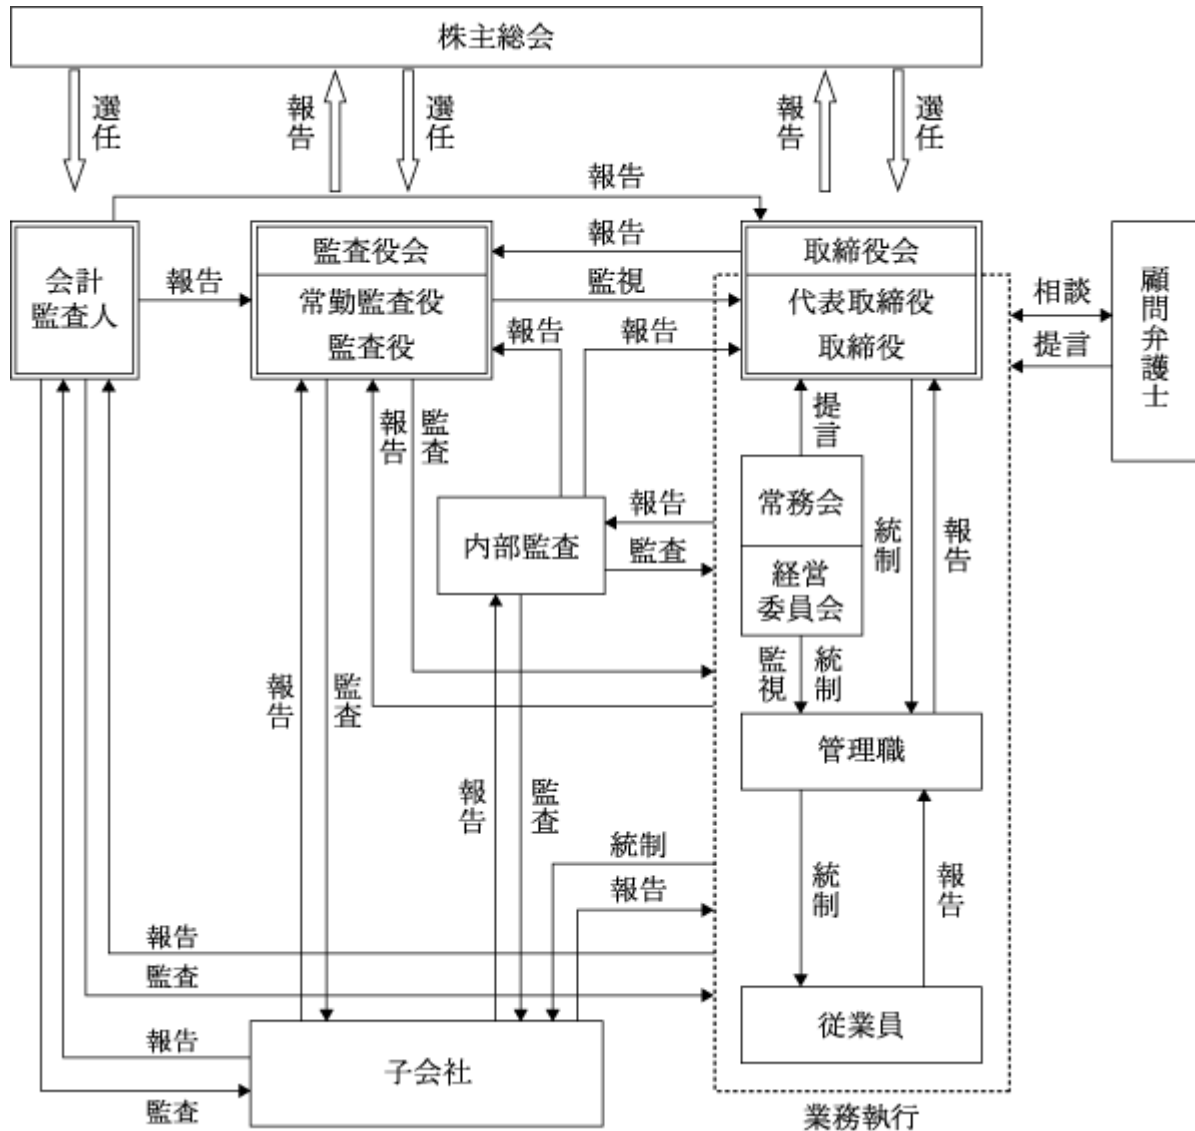 株主総会
選任
報告
選任
報告
選任
報告
会計
監査人
報告
監査役会
常勤監査役
監査役
報告
監視
取締役会
代表取締役
取締役
相談
提言
顧問弁護士
報告
報告
報告
監査
提言
内部監査
報告
監査
常務会
経営
委員会
統制
報告
監視
統制
報告
監査
管理職
報告
監査
統制
報告
統制
報告
報告
監査
従業員
報告
監査
子会社
業務執行